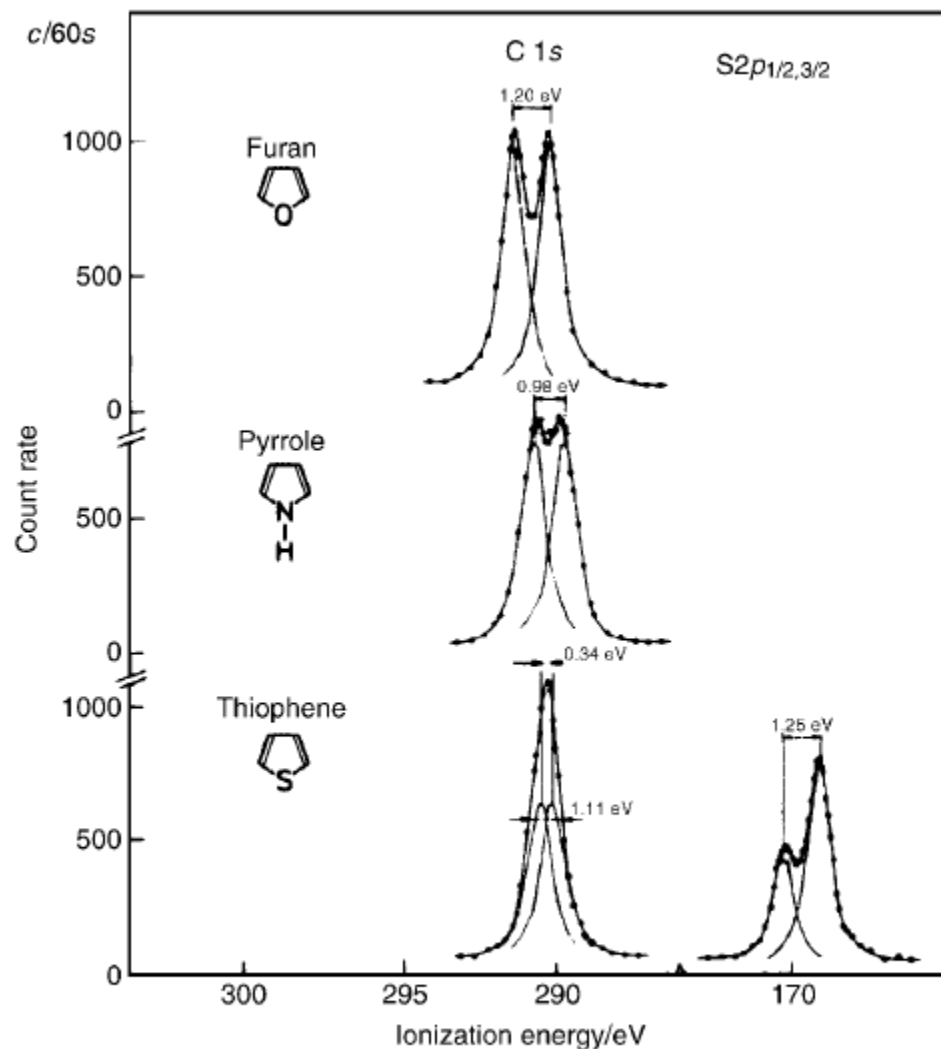 c/60s
C 1s
S2p1/2,3/2
1.20 eV
1000
Furan
O
500
0
0.98 eV
Pyrrole
N
H
500
0
Count rate
0.34 eV
1000
Thiophene
S
1.25 eV
1.11 eV
500
0
300
295
290
170
Ionization energy/eV